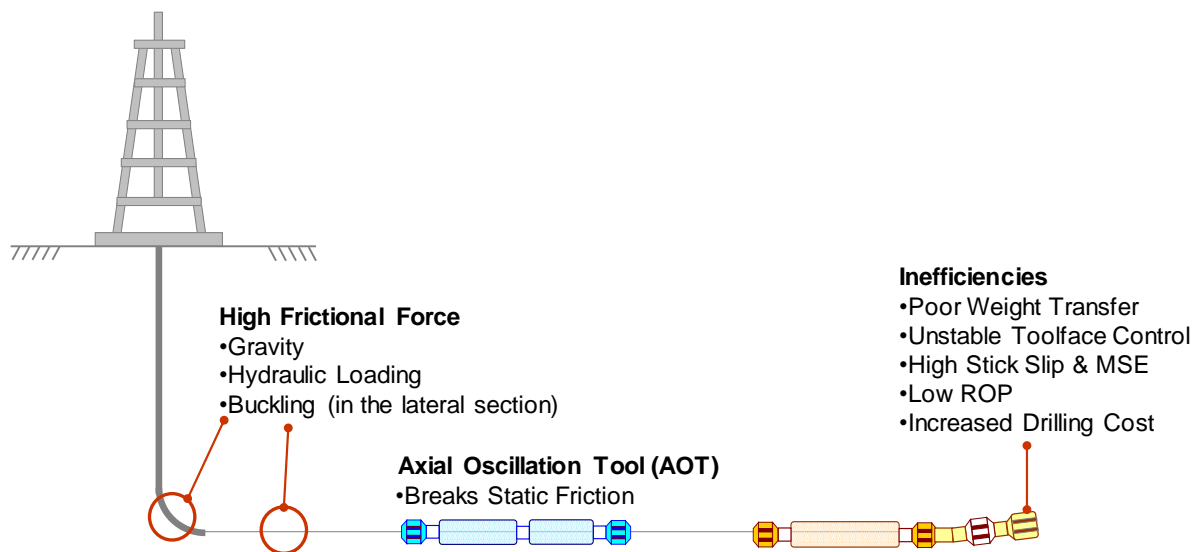 High Frictional Force
•Gravity
•Hydraulic Loading
•Buckling (in the lateral section)
Axial Oscillation Tool (AOT)
•Breaks Static Friction
Inefficiencies
•Poor Weight Transfer
•Unstable Toolface Control
•High Stick Slip & MSE
•Low ROP
•Increased Drilling Cost